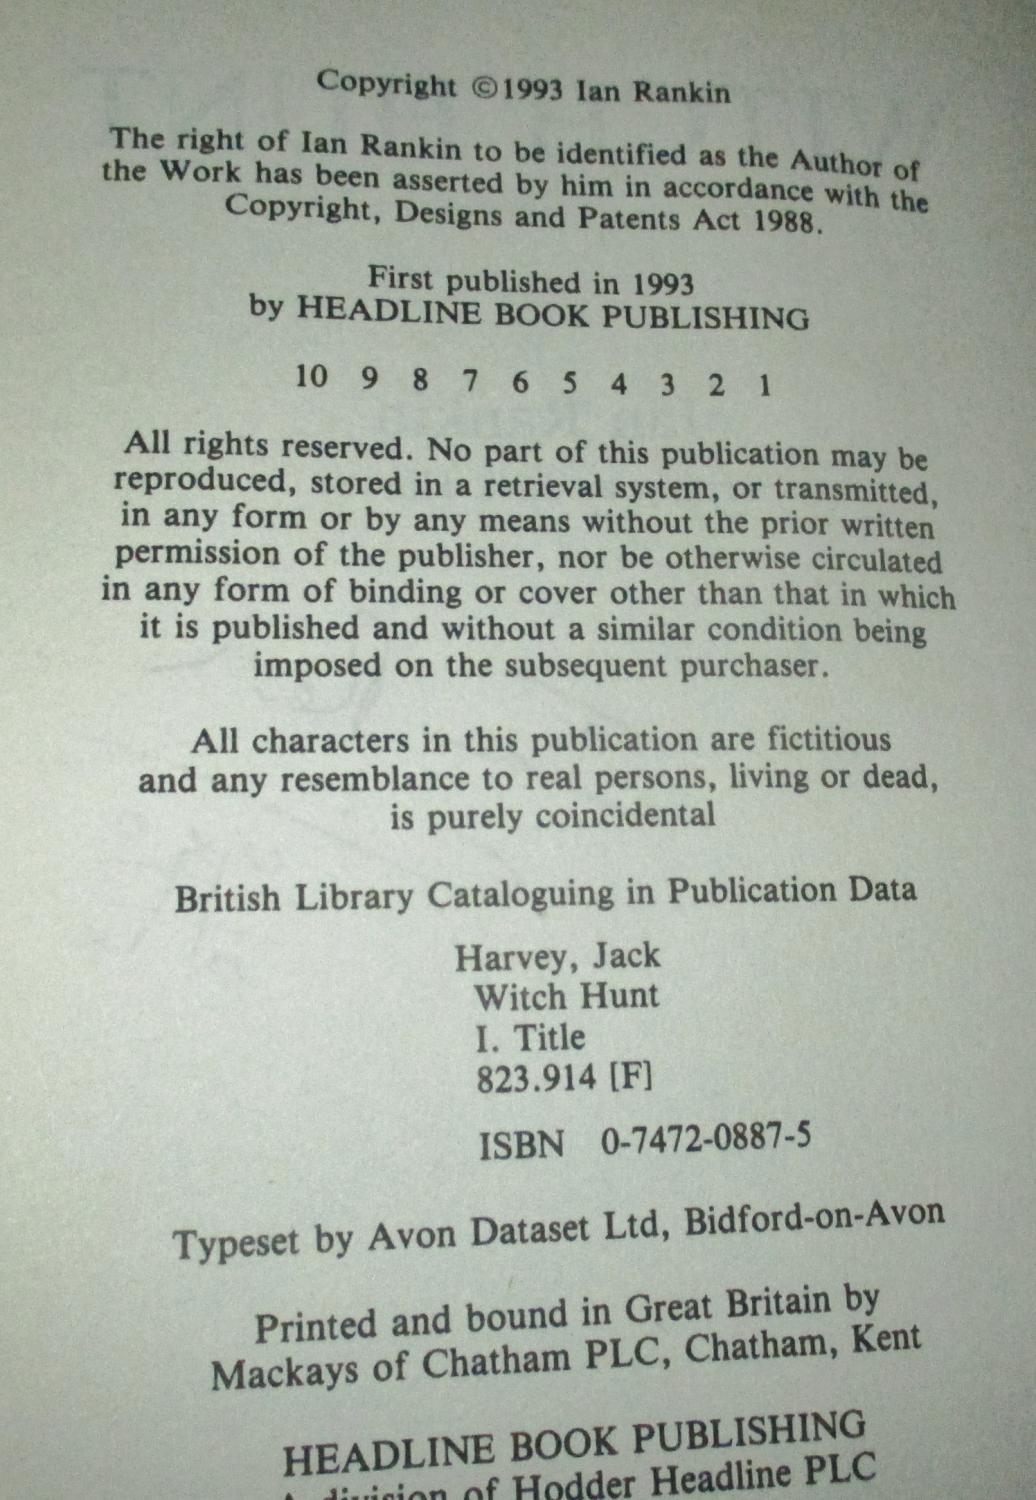 Copyright ©1993 Ian Rankin
The right of Ian Rankin to be identified as the Author of
the Work has been asserted by him in accordance with the
Copyright, Designs and Patents Act 1988.
First published in 1993
by HEADLINE BOOK PUBLISHING
10 9 8 7 6 5 4 3 2 1
All rights reserved. No part of this publication may be
reproduced, stored in a retrieval system, or transmitted,
in any form or by any means without the prior written
permission of the publisher, nor be otherwise circulated
in any form of binding or cover other than that in which
it is published and without a similar condition being
imposed on the subsequent purchaser.
All characters in this publication are fictitious
and any resemblance to real persons, living or dead,
is purely coincidental
British Library Cataloguing in Publication Data
Harvey, Jack
Witch Hunt
I. Title
823.914 [F]
ISBN 0-7472-0887-5
Typeset by Avon Dataset Ltd, Bidford-on-Avon
Printed and bound in Great Britain by
Mackays of Chatham PLC, Chatham, Kent
HEADLINE BOOK PUBLISHING
A division of Hodder Headline PLC